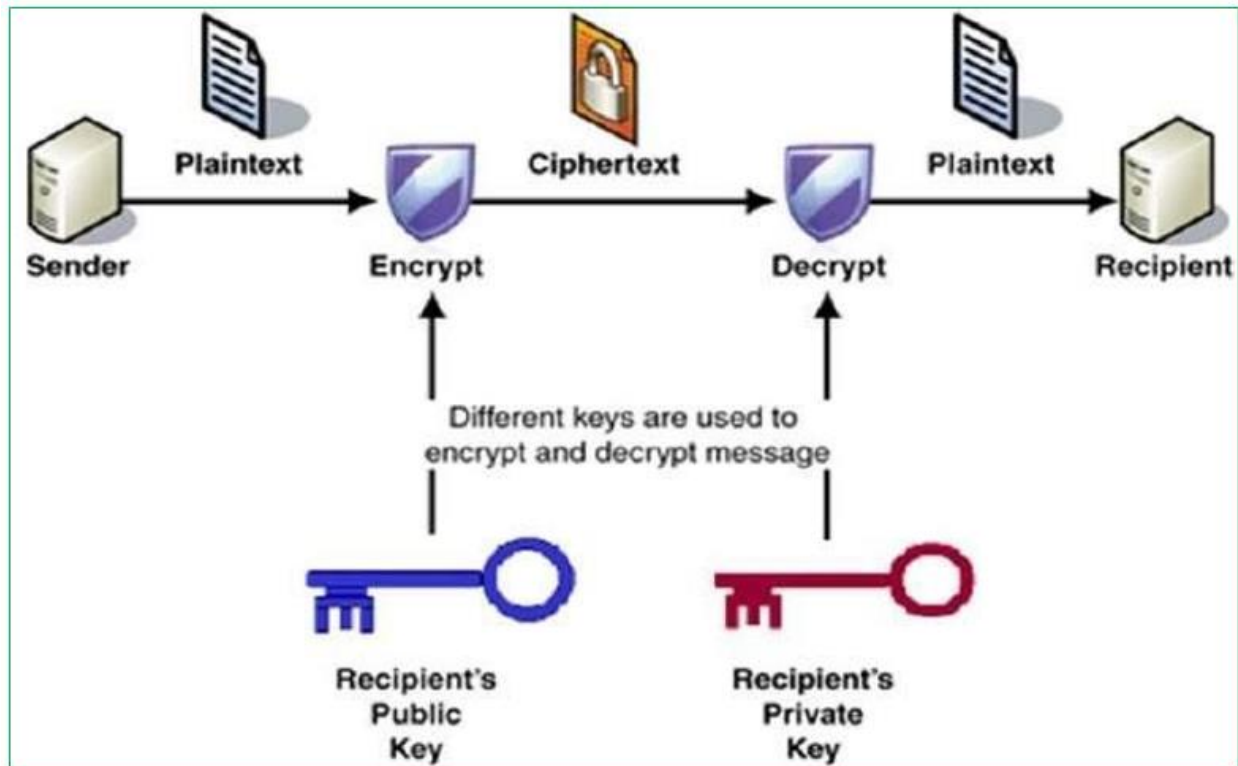 Plaintext
Ciphertext
Plaintext
Sender
Encrypt
Decrypt
Recipient
Different keys are used to
encrypt and decrypt message
Recipient's
Public
Key
Recipient's
Private
Key